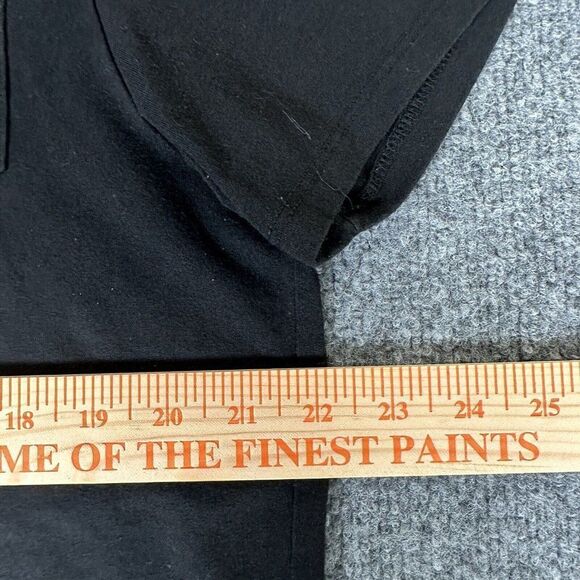 18 19 20 21 22 23 24 25
ME OF THE FINEST PAINTS